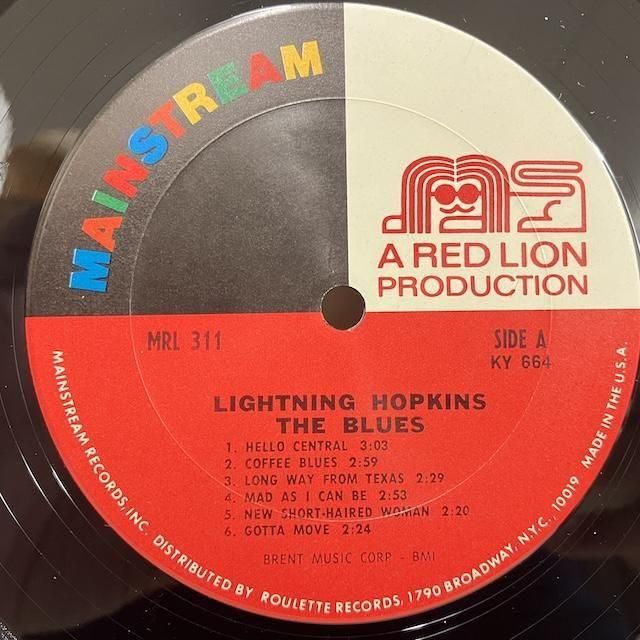 MAINSTREAM
A RED LION
PRODUCTION
MRL 311
SIDE A
KY 664
LIGHTNING HOPKINS
THE BLUES
1. HELLO CENTRAL 3:03
2. COFFEE BLUES 2:59
3. LONG WAY FROM TEXAS 2:29
4. MAD AS I CAN BE 2:53
5. NEW SHORT-HAIRED WOMAN 2:20
6. GOTTA MOVE 2:24
BRENT MUSIC CORP - BMI
MAINSTREAM RECORDS, INC. DISTRIBUTED BY ROULETTE RECORDS, 1790 BROADWAY, N.Y.C., 10019 MADE IN THE U.S.A.